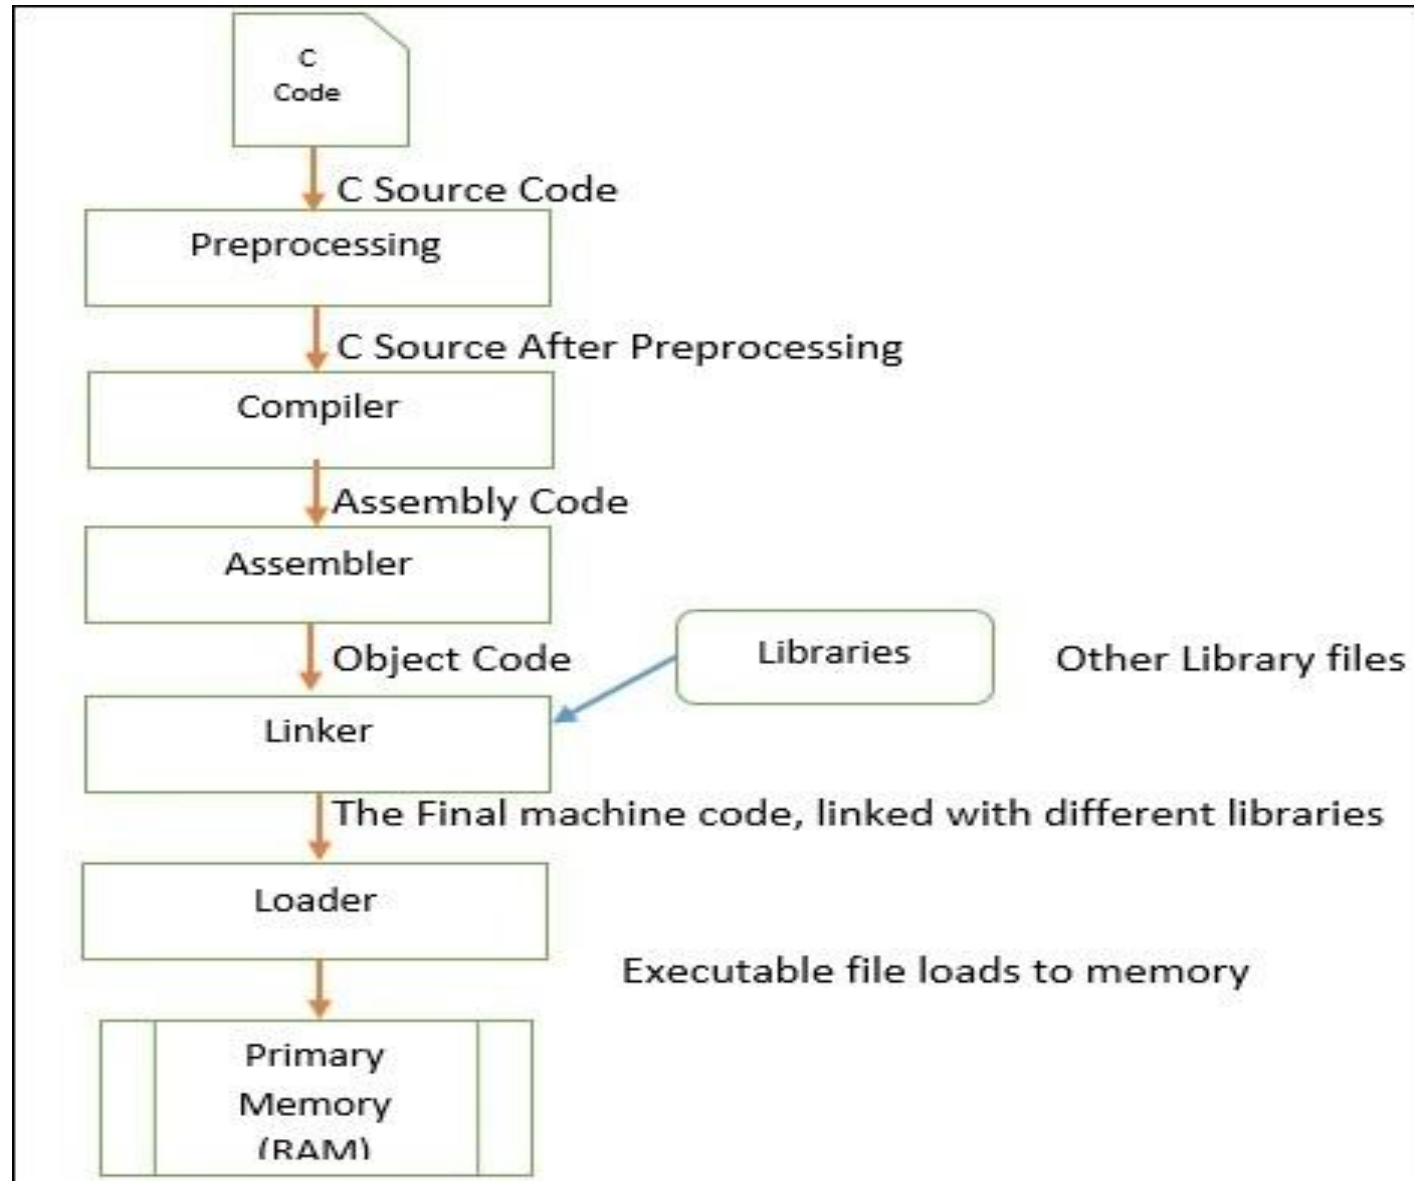 C
Code
C Source Code
Preprocessing
C Source After Preprocessing
Compiler
Assembly Code
Assembler
Object Code
Libraries
Other Library files
Linker
The Final machine code, linked with different libraries
Loader
Executable file loads to memory
Primary
Memory
(RAM)